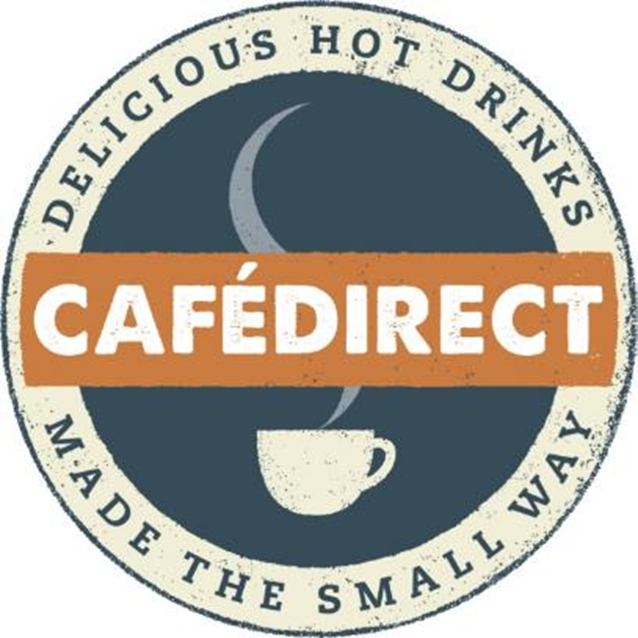 DELICIOUS HOT DRINKS
CAFÉDIRECT
MADE THE SMALL WAY